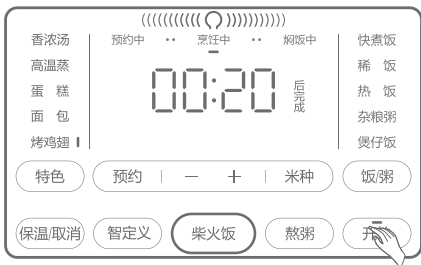 预约中 ·· 烹饪中 ·· 焖饭中
香浓汤
高温蒸
蛋 糕
面 包
烤鸡翅
00:20
后完成
快煮饭
稀 饭
热 饭
杂粮粥
煲仔饭
特色 预约 | － ＋ | 米种 饭/粥
保温/取消 智定义 柴火饭 熬粥 开